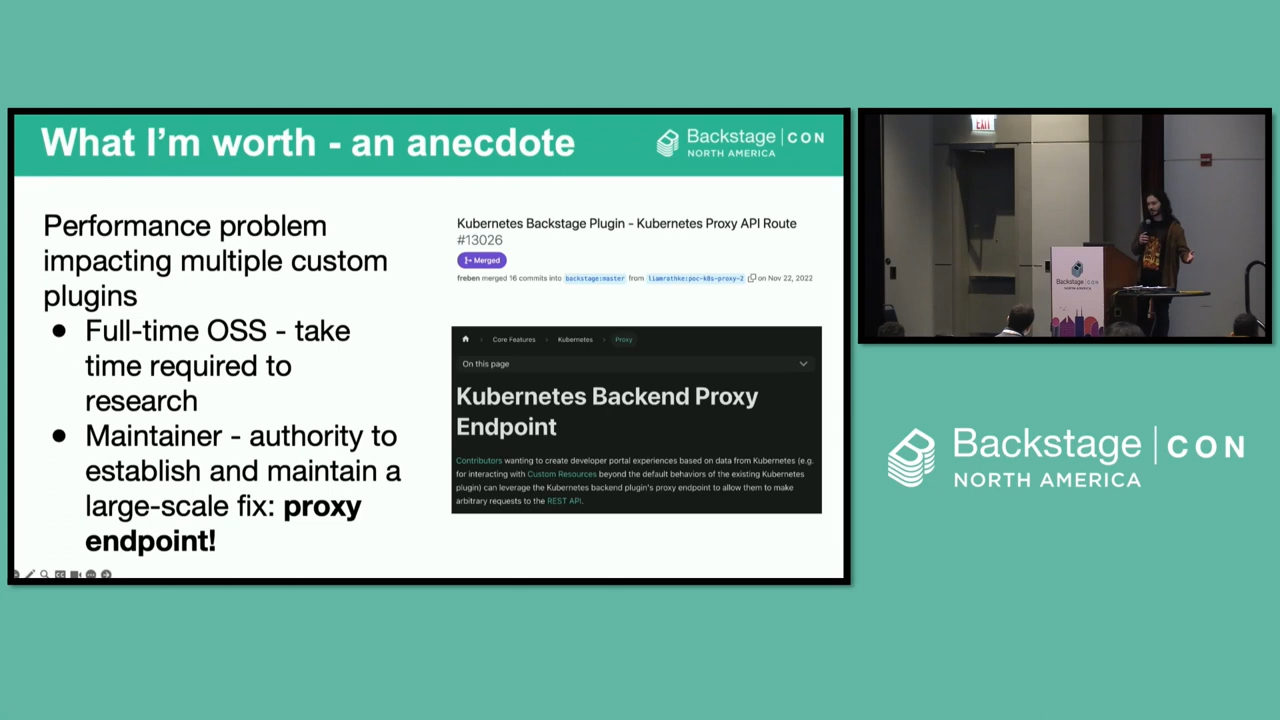 What I'm worth - an anecdote
Backstage | CON
NORTH AMERICA
Performance problem
impacting multiple custom
plugins
● Full-time OSS - take
time required to
research
● Maintainer - authority to
establish and maintain a
large-scale fix: proxy
endpoint!
Kubernetes Backstage Plugin - Kubernetes Proxy API Route
#13026
Merged
freben merged 16 commits into backstage:master from liamrathke:poc-k8s-proxy-2 on Nov 22, 2022
Core Features › Kubernetes › Proxy
On this page
Kubernetes Backend Proxy
Endpoint
Contributors wanting to create developer portal experiences based on data from Kubernetes (e.g.
for interacting with Custom Resources beyond the default behaviors of the existing Kubernetes
plugin) can leverage the Kubernetes backend plugin's proxy endpoint to allow them to make
arbitrary requests to the REST API.
EXIT
Backstage | CON
NORTH AMERICA
Backstage | CON
NORTH AMERICA